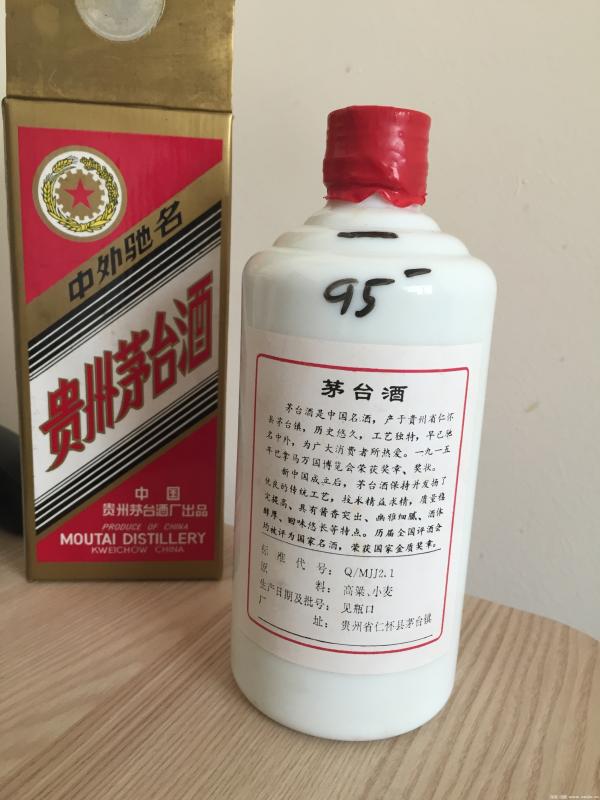 中外驰名
贵州茅台酒
中国
贵州茅台酒厂出品
PRODUCE OF CHINA
MOUTAI DISTILLERY
KWEICHOW CHINA
95-
茅台酒
茅台酒是中国名酒，产于贵州省仁怀
县茅台镇，历史悠久，工艺独特，早已驰
名中外，为广大消费者所热爱。一九一五
年巴拿马万国博览会荣获奖章、奖状。
新中国成立后，茅台酒保持并发扬了
优良的传统工艺，技术精益求精，质量稳
定提高、具有酱香突出、幽雅细腻、酒体
醇厚、回味悠长等特点。历届全国评酒会
均被评为国家名酒，荣获国家金质奖章。
标准代号：Q/MJJ2.1
原料：高粱、小麦
生产日期及批号：见瓶口
厂址：贵州省仁怀县茅台镇